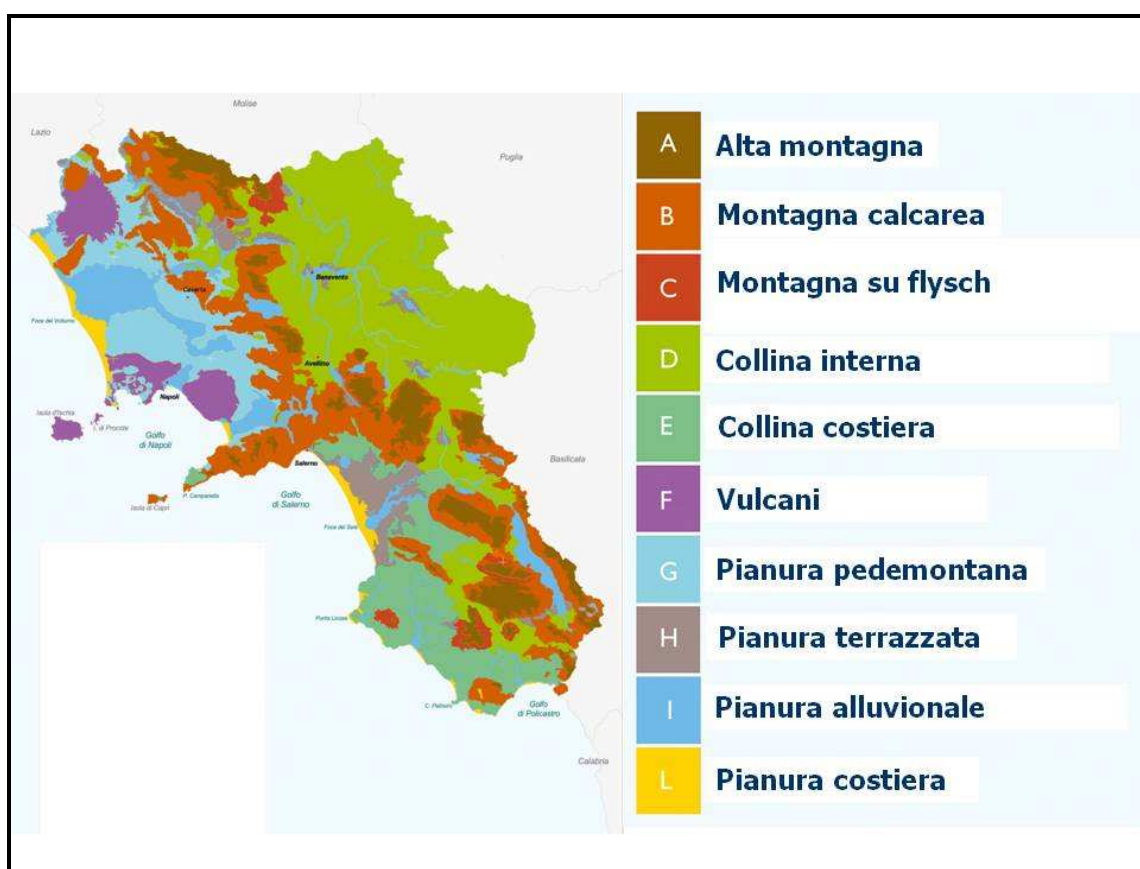 Molise
Lazio
Puglia
Benevento
Caserta
Foce del Volturno
Avellino
Napoli
Isola d'Ischia
I. di Procida
Golfo
di Napoli
Salerno
Basilicata
P. Campanella
Golfo
di Salerno
Isola di Capri
Foce del Sele
Punta Licosa
C. Palinuro
Golfo
di Policastro
Calabria
A Alta montagna
B Montagna calcarea
C Montagna su flysch
D Collina interna
E Collina costiera
F Vulcani
G Pianura pedemontana
H Pianura terrazzata
I Pianura alluvionale
L Pianura costiera